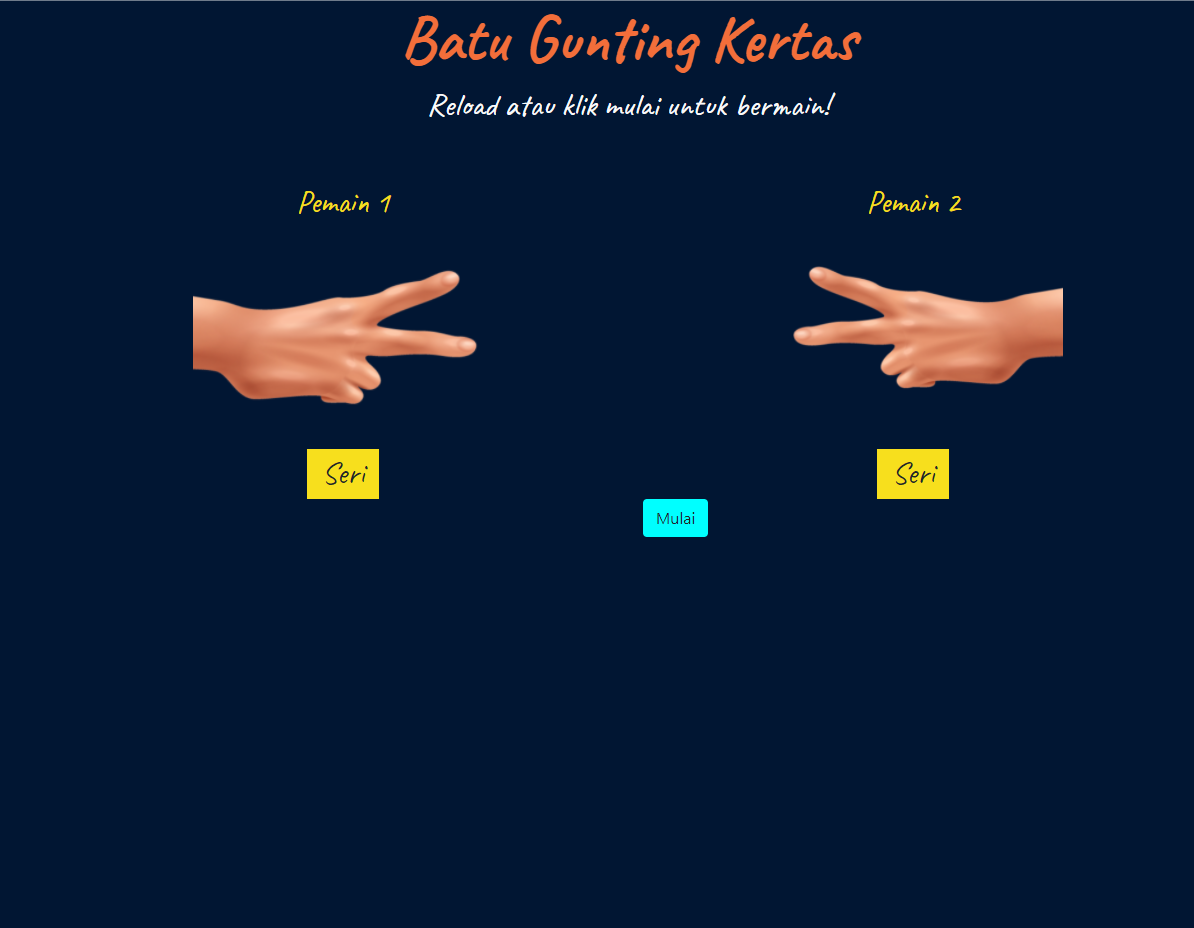 Batu Gunting Kertas
Reload atau klik mulai untuk bermain!
Pemain 1
Pemain 2
Seri
Seri
Mulai